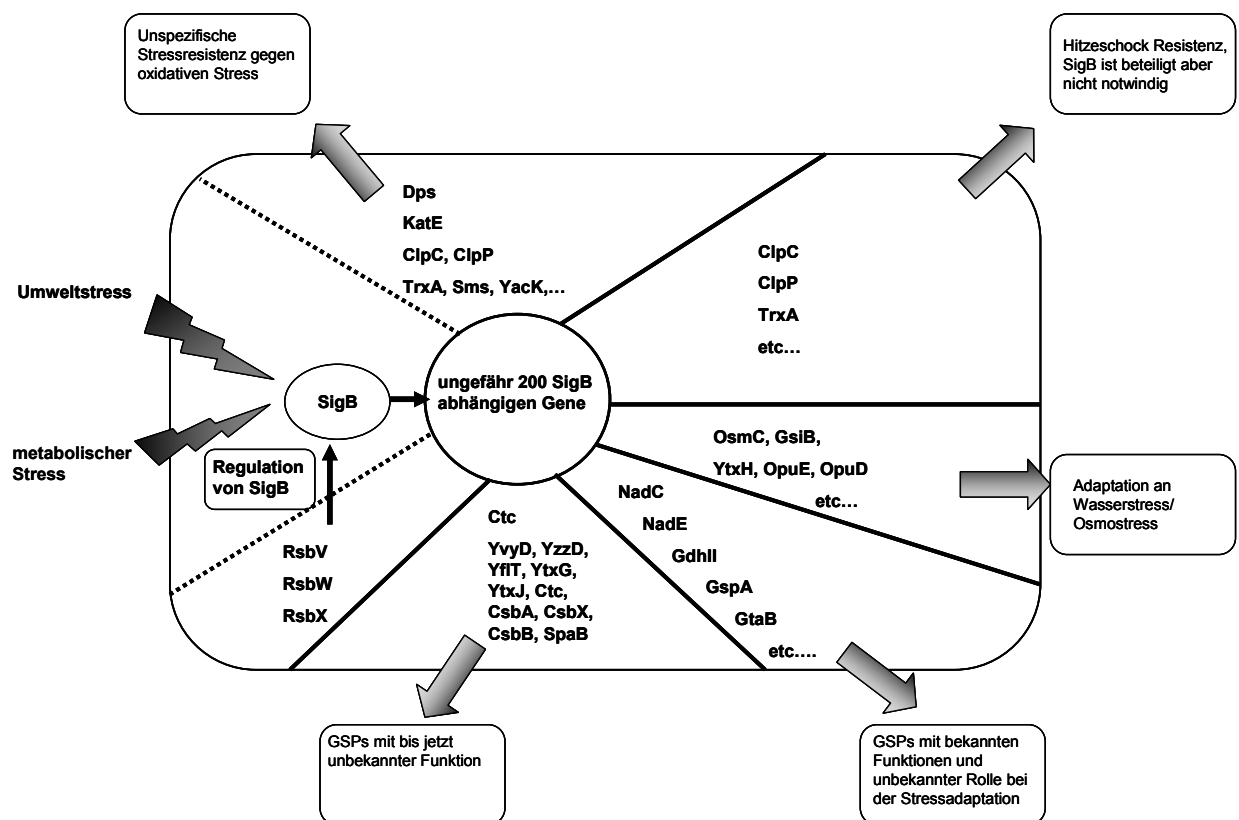 Unspezifische
Stressresistenz gegen
oxidativen Stress
Hitzeschock Resistenz,
SigB ist beteiligt aber
nicht notwindig
Dps
KatE
ClpC, ClpP
TrxA, Sms, YacK,…
ClpC
ClpP
TrxA
etc…
Umweltstress
metabolischer
Stress
SigB
ungefähr 200 SigB
abhängigen Gene
Regulation
von SigB
RsbV
RsbW
RsbX
Ctc
YvyD, YzzD,
YflT, YtxG,
YtxJ, Ctc,
CsbA, CsbX,
CsbB, SpaB
OsmC, GsiB,
YtxH, OpuE, OpuD
etc…
NadC
NadE
GdhII
GspA
GtaB
etc….
Adaptation an
Wasserstress/
Osmostress
GSPs mit bis jetzt
unbekannter Funktion
GSPs mit bekannten
Funktionen und
unbekannter Rolle bei
der Stressadaptation